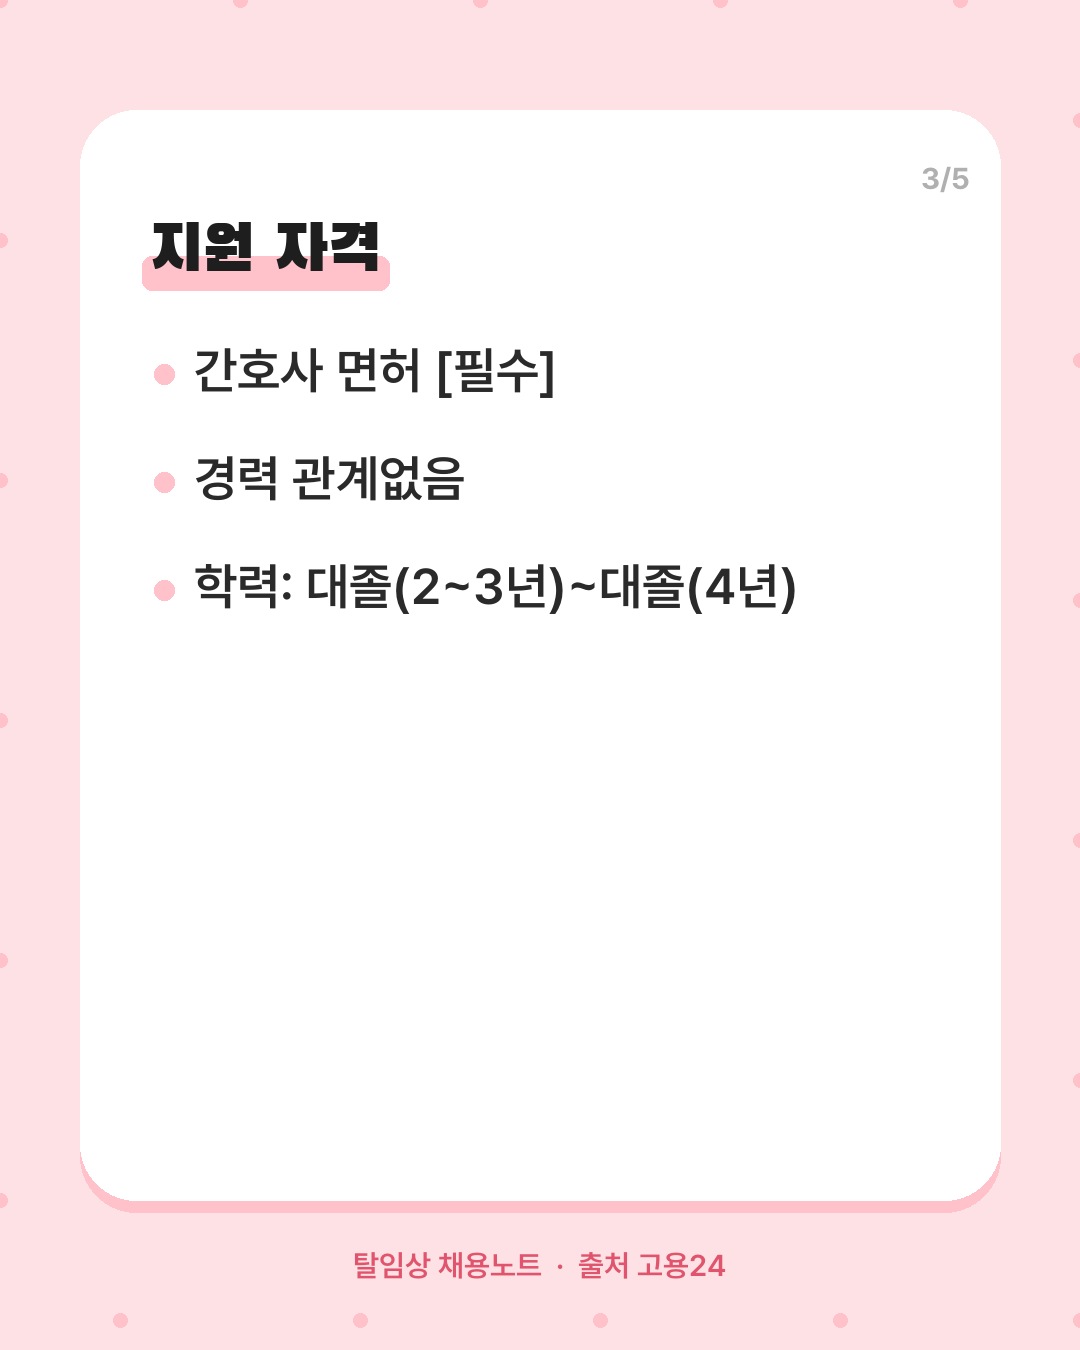 3/5
지원 자격
간호사 면허 [필수]
경력 관계없음
학력: 대졸(2~3년)~대졸(4년)
탈임상 채용노트 · 출처 고용24